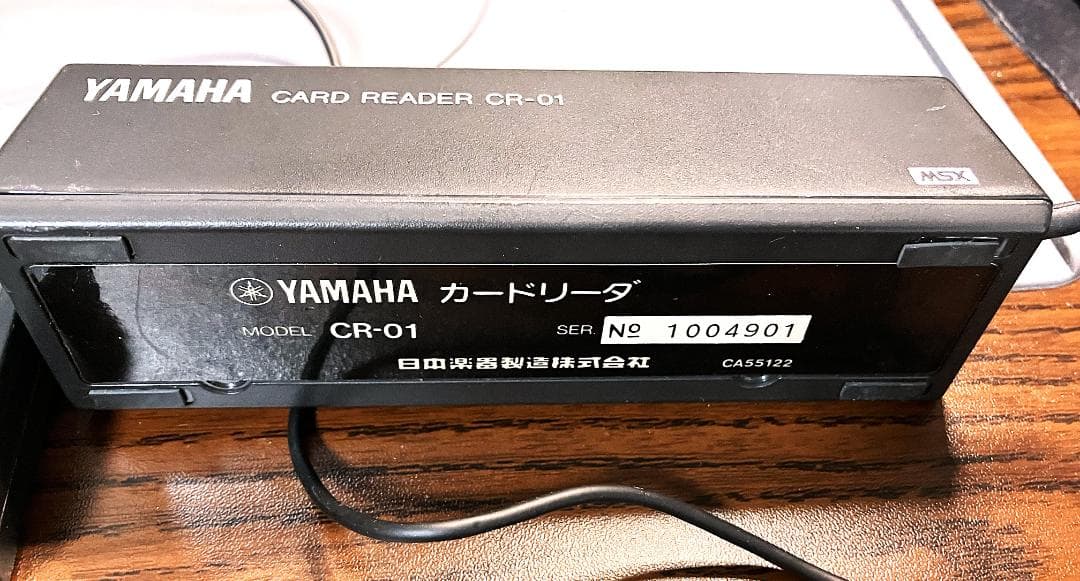 YAMAHA CARD READER CR-01
MSX
YAMAHA カードリーダ
MODEL CR-01 SER. Nº 1004901
日本楽器製造株式会社 CA55122